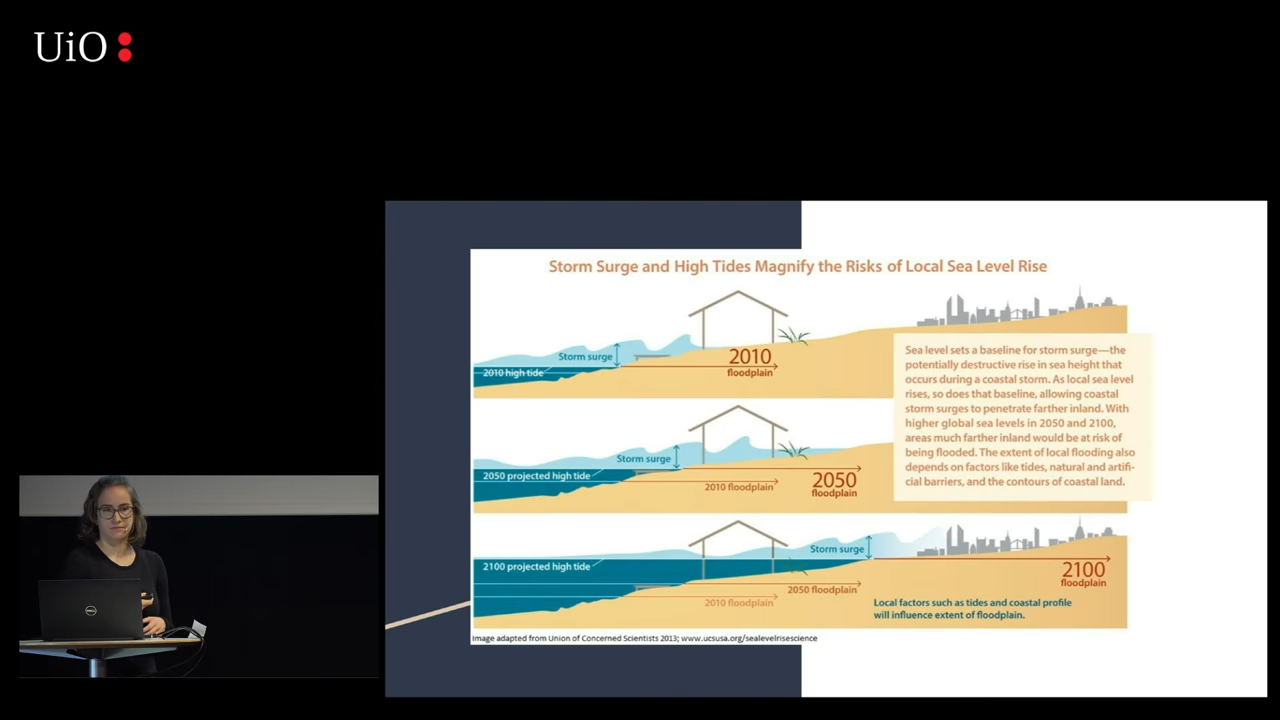 UiO
Storm Surge and High Tides Magnify the Risks of Local Sea Level Rise
Storm surge
2010 high tide
2010
floodplain
Sea level sets a baseline for storm surge—the
potentially destructive rise in sea height that
occurs during a coastal storm. As local sea level
rises, so does that baseline, allowing coastal
storm surges to penetrate farther inland. With
higher global sea levels in 2050 and 2100,
areas much farther inland would be at risk of
being flooded. The extent of local flooding also
depends on factors like tides, natural and artifi-
cial barriers, and the contours of coastal land.
Storm surge
2050 projected high tide
2010 floodplain
2050
floodplain
Storm surge
2100 projected high tide
2100
floodplain
2050 floodplain
2010 floodplain
Local factors such as tides and coastal profile
will influence extent of floodplain.
Image adapted from Union of Concerned Scientists 2013; www.ucsusa.org/sealevelrisescience
DELL